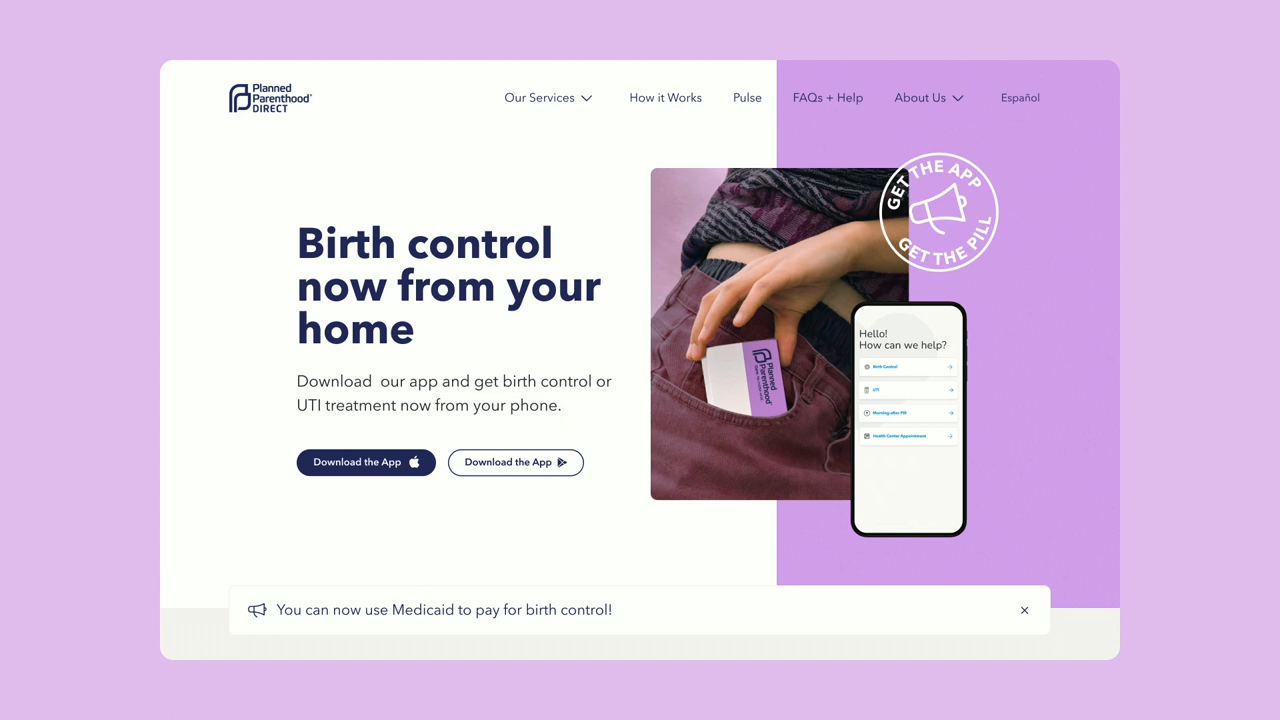 Planned
Parenthood®
DIRECT
Our Services
How it Works
Pulse
FAQs + Help
About Us
Español
GET THE APP
GET THE PILL
Birth control
now from your
home
Download our app and get birth control or
UTI treatment now from your phone.
Download the App
Download the App
Planned
Parenthood®
Hello!
How can we help?
Birth Control
UTI
Morning-after Pill
Health Center Appointment
You can now use Medicaid to pay for birth control!